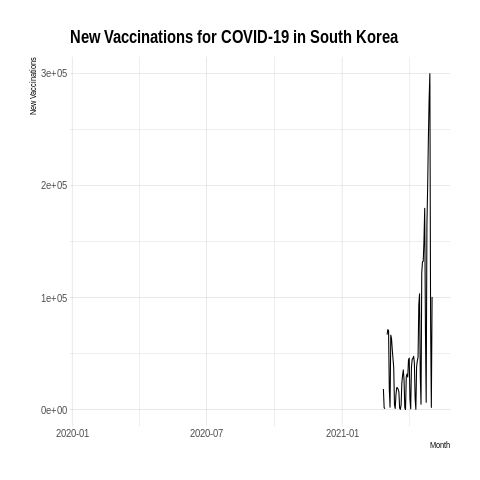 New Vaccinations for COVID-19 in South Korea
New Vaccinations
3e+05
2e+05
1e+05
0e+00
2020-01
2020-07
2021-01
Month